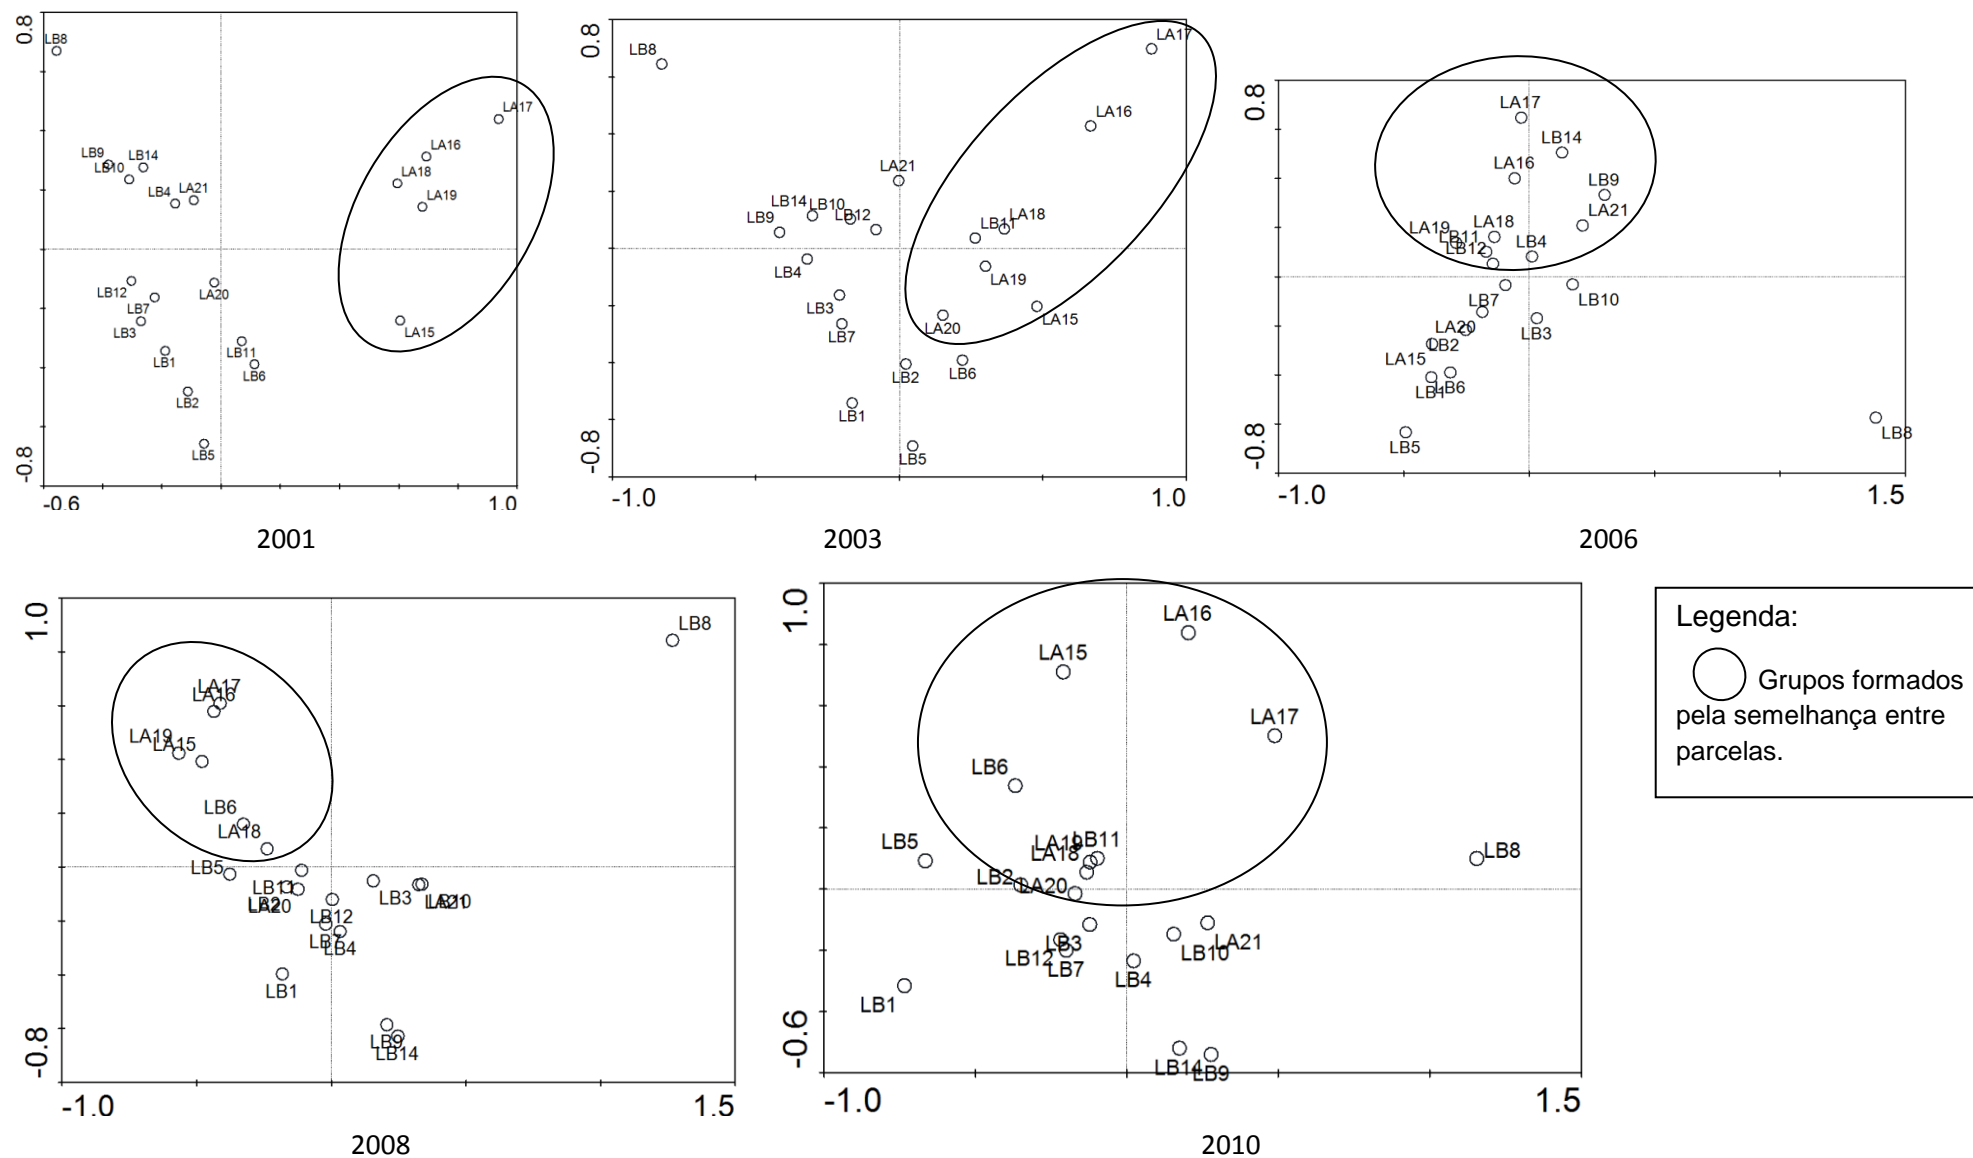 0.8
LB8
LA17
LA16
LB9
LB14
LB10
LA18
LB4
LA21
LA19
LB12
LA20
LB7
LB3
LA15
LB11
LB1
LB6
LB2
LB5
-0.8
-0.6
1.0
2001
0.8
LA17
LB8
LA16
LA21
LB14
LB10
LB9
LB12
LB11
LA18
LB4
LA19
LB3
LB7
LA20
LA15
LB2
LB6
LB1
LB5
-0.8
-1.0
1.0
2003
0.8
LA17
LB14
LA16
LB9
LA21
LA19
LA18
LB11
LB4
LB12
LB7
LB10
LA20
LB3
LB2
LA15
LB1
LB6
LB5
LB8
-0.8
-1.0
1.5
2006
1.0
LB8
LA17
LA16
LA19
LA15
LB6
LA18
LB5
LB11
LB3
LA21
LB10
LB2
LA20
LB12
LB7
LB4
LB1
LB9
LB14
-0.8
-1.0
1.5
2008
1.0
LA16
LA15
LA17
LB6
LB5
LA19
LB11
LA18
LB8
LB2
LA20
LB3
LB12
LB7
LB4
LB10
LA21
LB1
LB14
LB9
-0.6
-1.0
1.5
2010
Legenda:
Grupos formados
pela semelhança entre
parcelas.